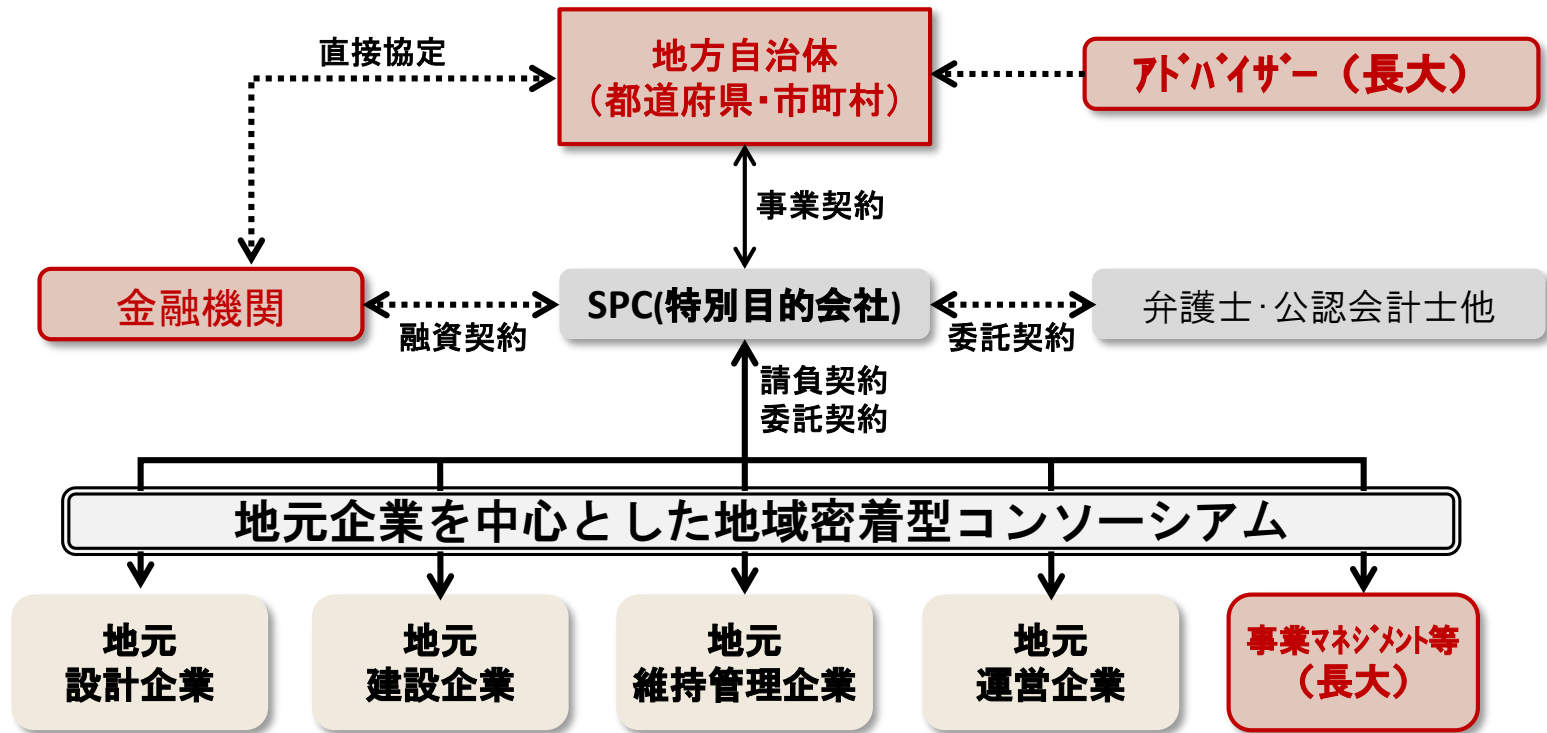 直接協定
地方自治体
（都道府県・市町村）
ｱﾄﾞﾊﾞｲｻﾞｰ（長大）
事業契約
金融機関
融資契約
SPC(特別目的会社)
委託契約
弁護士・公認会計士他
請負契約
委託契約
地元企業を中心とした地域密着型コンソーシアム
地元
設計企業
地元
建設企業
地元
維持管理企業
地元
運営企業
事業ﾏﾈｼﾞﾒﾝﾄ等
（長大）